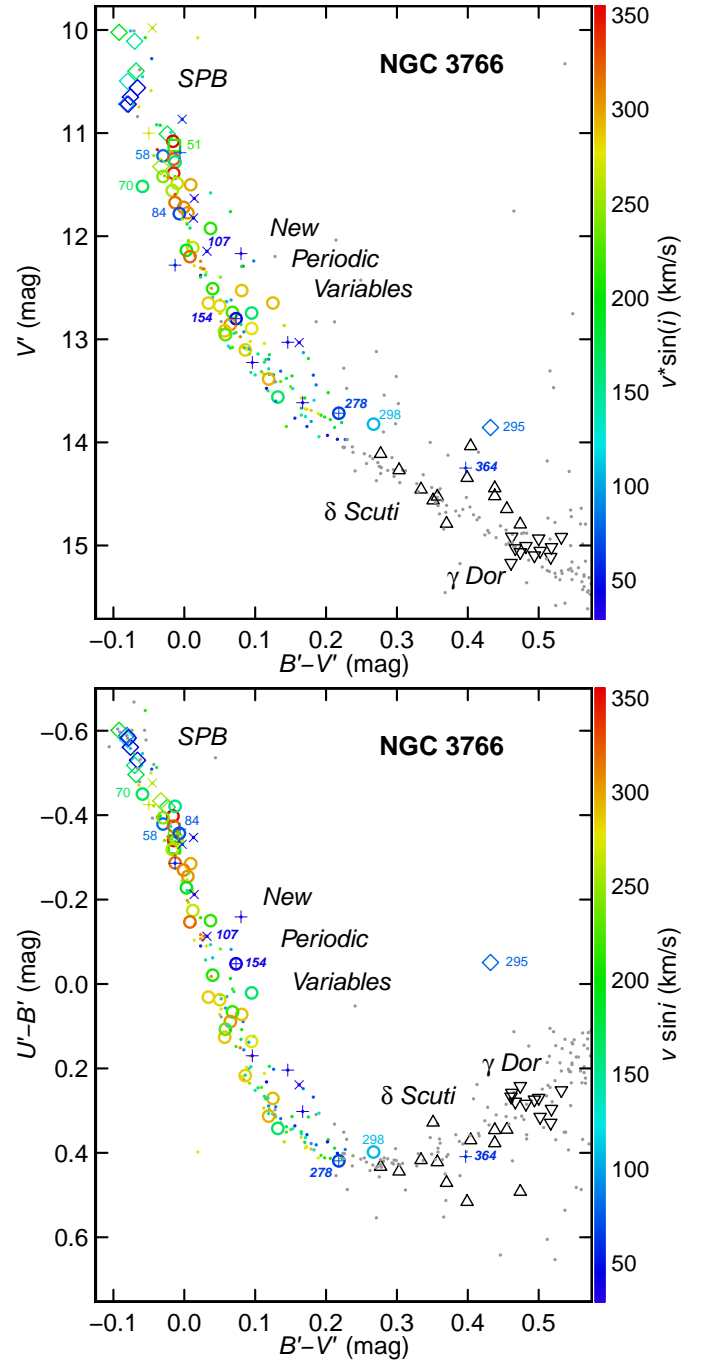 NGC 3766
SPB
51
58
70
84
107
New
Periodic
Variables
154
278
298
295
364
δ Scuti
γ Dor
10
11
12
13
14
15
V' (mag)
−0.1 0.0 0.1 0.2 0.3 0.4 0.5
B'−V' (mag)
350
300
250
200
150
100
50
v*sin(i) (km/s)
NGC 3766
SPB
70
84
58
New
107
Periodic
154
295
Variables
γ Dor
δ Scuti
298
364
278
−0.6
−0.4
−0.2
0.0
0.2
0.4
0.6
U'−B' (mag)
−0.1 0.0 0.1 0.2 0.3 0.4 0.5
B'−V' (mag)
350
300
250
200
150
100
50
v sini (km/s)